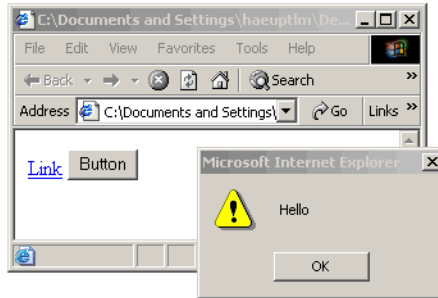 C:\Documents and Settings\haeuptlm\De...
File Edit View Favorites Tools Help
Back Search »
Address C:\Documents and Settings\ Go Links »
Link Button
Microsoft Internet Explorer
Hello
OK